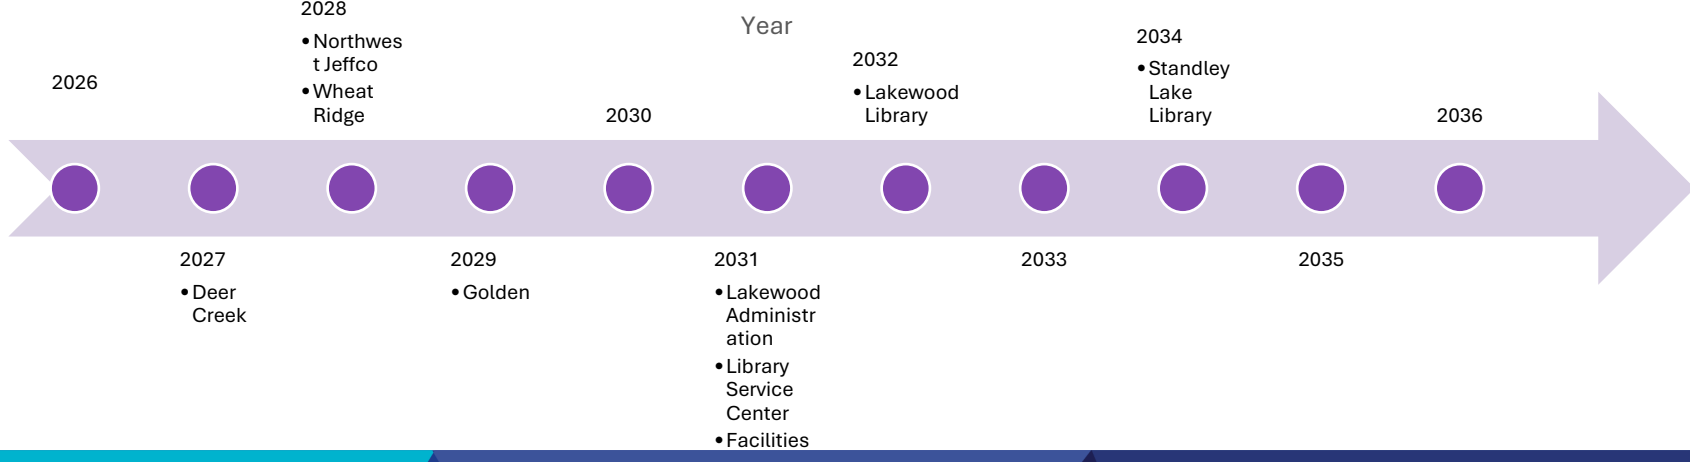 Year
2026
2028
•Northwes
t Jeffco
•Wheat
Ridge
2030
2032
•Lakewood
Library
2034
•Standley
Lake
Library
2036
2027
•Deer
Creek
2029
•Golden
2031
•Lakewood
Administr
ation
•Library
Service
Center
•Facilities
2033
2035